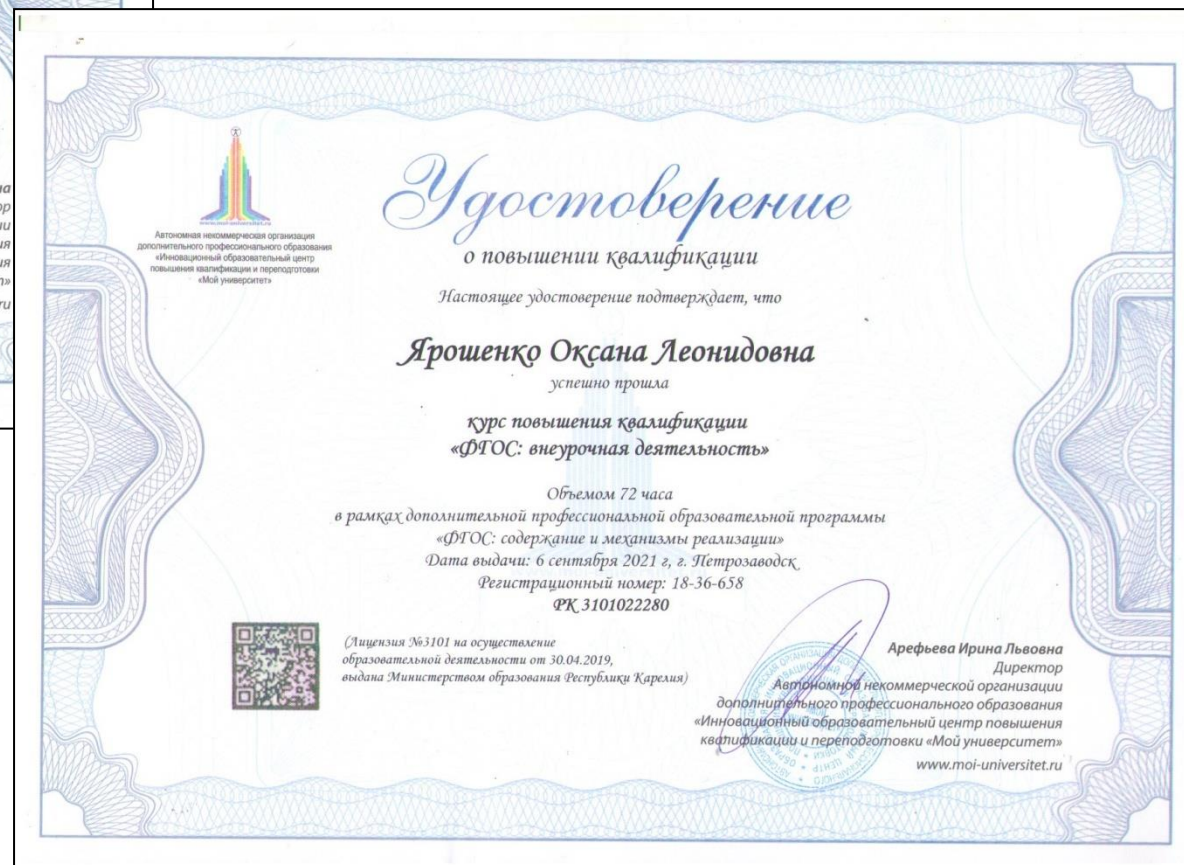 www.moi-universitet.ru
Автономная некоммерческая организация
дополнительного профессионального образования
«Инновационный образовательный центр
повышения квалификации и переподготовки
«Мой университет»
Удостоверение
о повышении квалификации
Настоящее удостоверение подтверждает, что
Ярошенко Оксана Леонидовна
успешно прошла
курс повышения квалификации
«ФГОС: внеурочная деятельность»
Объемом 72 часа
в рамках дополнительной профессиональной образовательной программы
«ФГОС: содержание и механизмы реализации»
Дата выдачи: 6 сентября 2021 г, г. Петрозаводск
Регистрационный номер: 18-36-658
РК 3101022280
(Лицензия №3101 на осуществление
образовательной деятельности от 30.04.2019,
выдана Министерством образования Республики Карелия)
Арефьева Ирина Львовна
Директор
Автономной некоммерческой организации
дополнительного профессионального образования
«Инновационный образовательный центр повышения
квалификации и переподготовки «Мой университет»
www.moi-universitet.ru